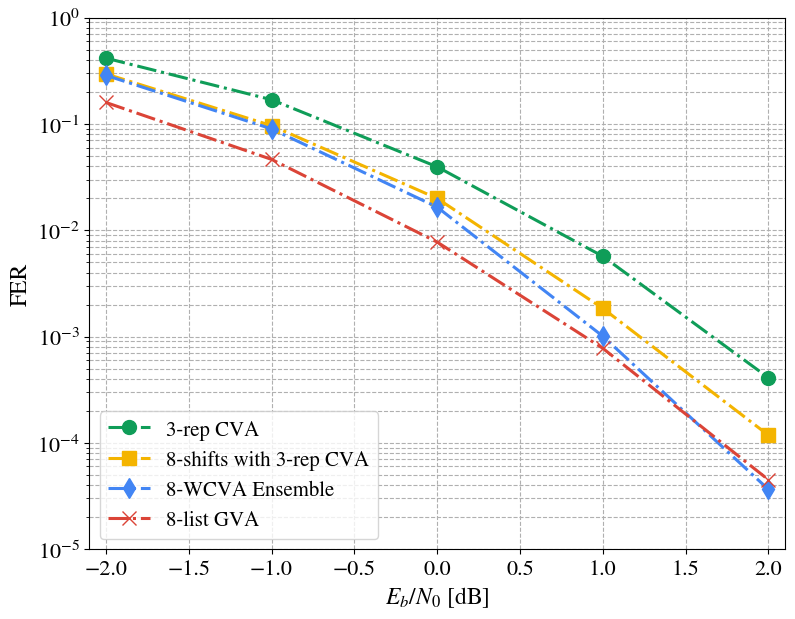 10⁰
10⁻¹
10⁻²
10⁻³
10⁻⁴
10⁻⁵
FER
3-rep CVA
8-shifts with 3-rep CVA
8-WCVA Ensemble
8-list GVA
−2.0 −1.5 −1.0 −0.5 0.0 0.5 1.0 1.5 2.0
E_b/N_0 [dB]